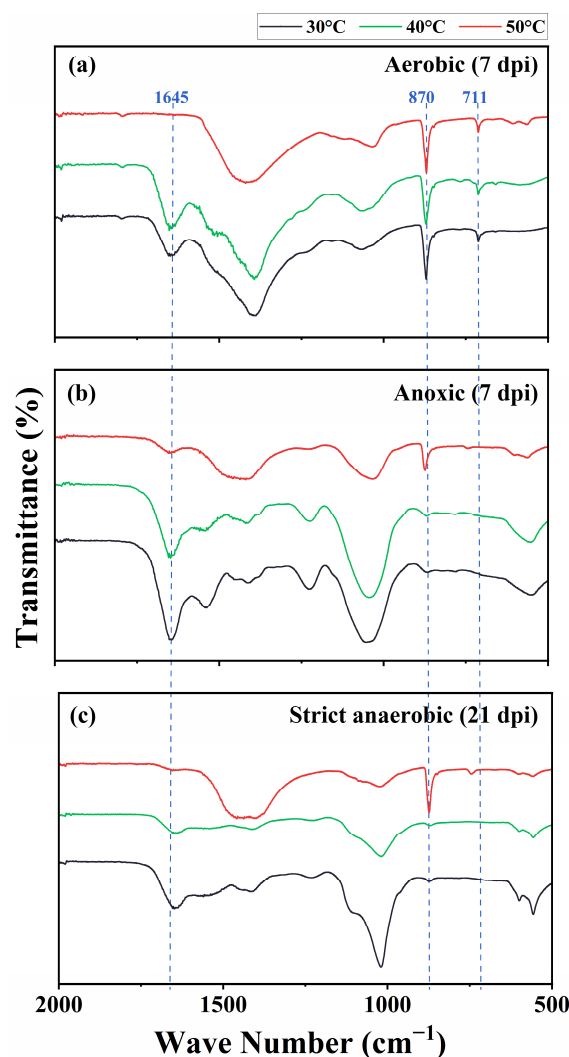 30°C 40°C 50°C
(a) Aerobic (7 dpi)
1645 870 711
(b) Anoxic (7 dpi)
(c) Strict anaerobic (21 dpi)
Transmittance (%)
2000 1500 1000 500
Wave Number (cm⁻¹)